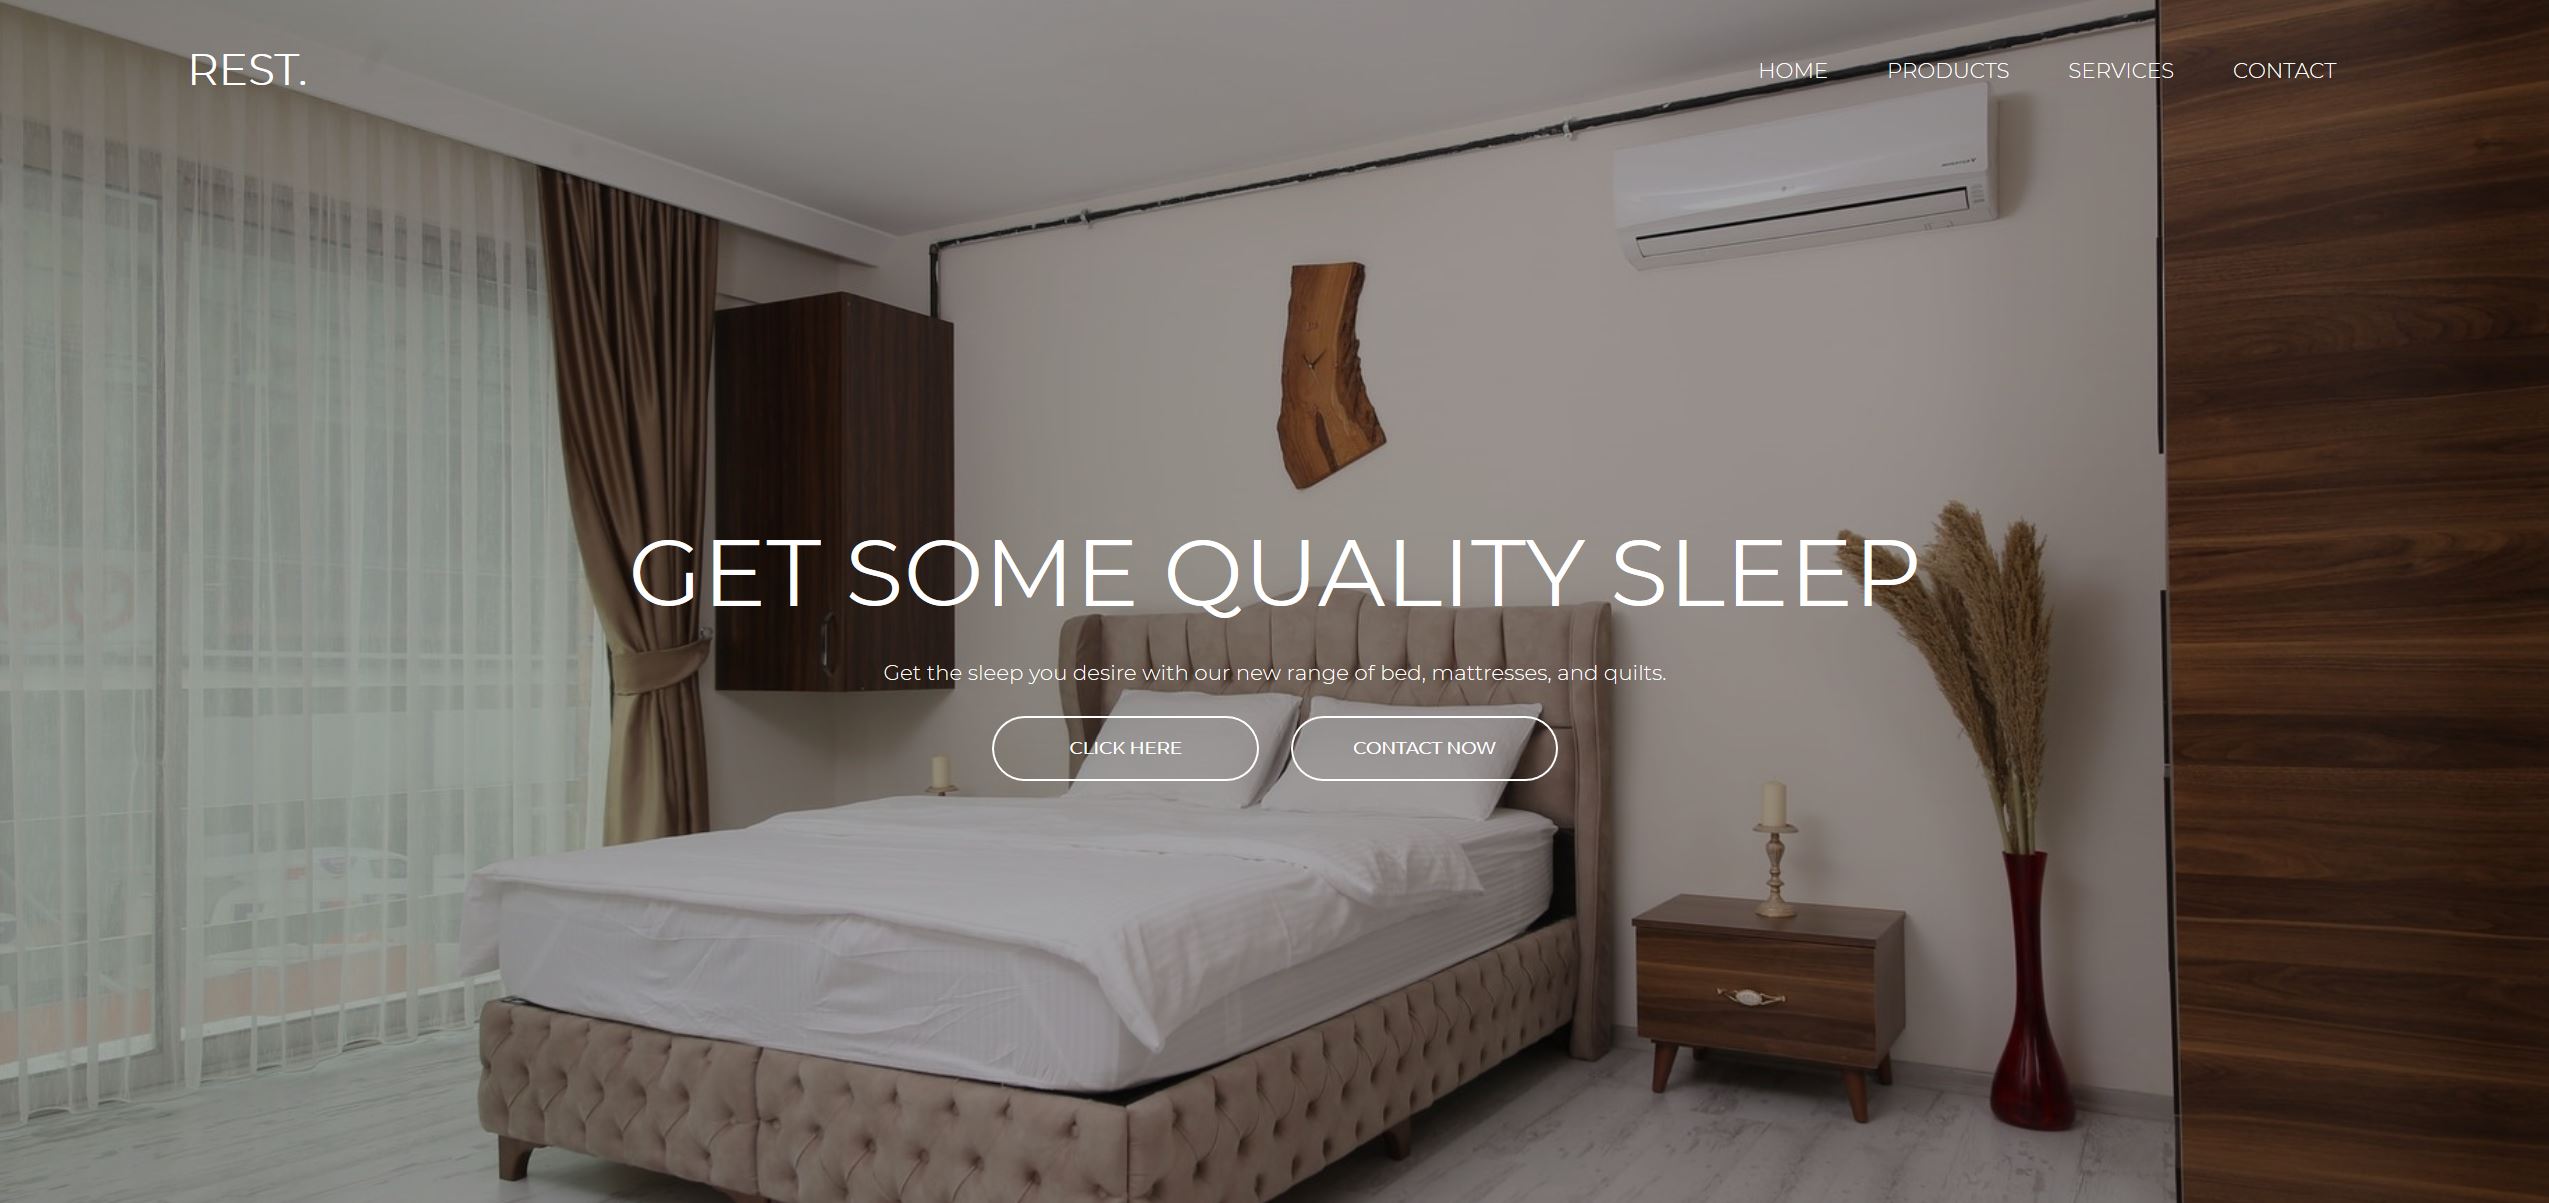 REST.
HOME PRODUCTS SERVICES CONTACT
GET SOME QUALITY SLEEP
Get the sleep you desire with our new range of bed, mattresses, and quilts.
CLICK HERE CONTACT NOW